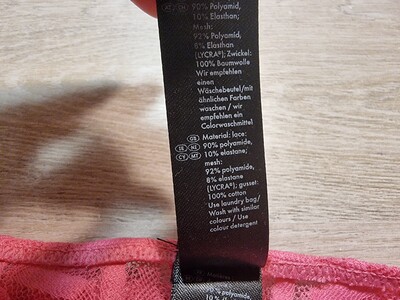 90% Polyamid,
10% Elasthan;
Mesh:
92% Polyamid,
8% Elasthan
(LYCRA®); Zwickel:
100% Baumwolle
Wir empfehlen
einen
Wäschebeutel/mit
ähnlichen Farben
waschen / wir
empfehlen ein
Colorwaschmittel
GB Material: lace:
IE NZ 90% polyamide,
CY MT 10% elastane;
mesh:
92% polyamide,
8% elastane
(LYCRA®); gusset:
100% cotton
Use laundry bag/
Wash with similar
colours / Use
colour detergent